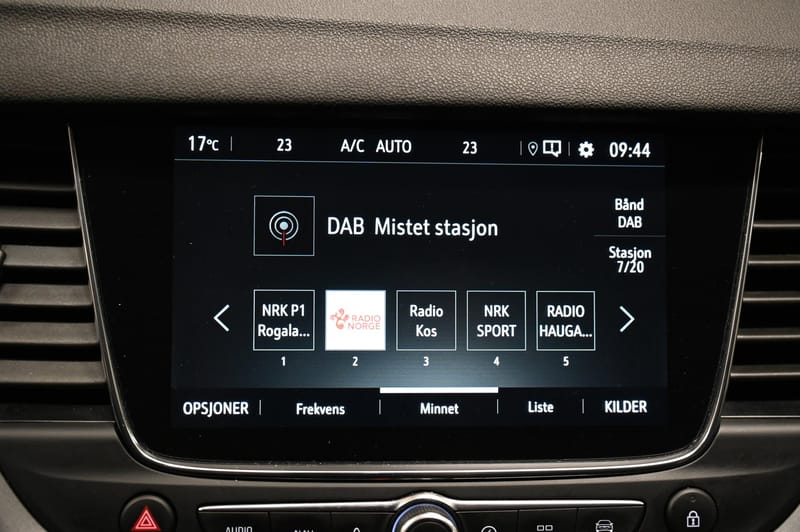 17°C 23 A/C AUTO 23 09:44
DAB Mistet stasjon
Bånd
DAB
Stasjon
7/20
NRK P1
Rogala...
RADIO
NORGE
Radio
Kos
NRK
SPORT
RADIO
HAUGA...
1 2 3 4 5
OPSJONER Frekvens Minnet Liste KILDER
AUDIO